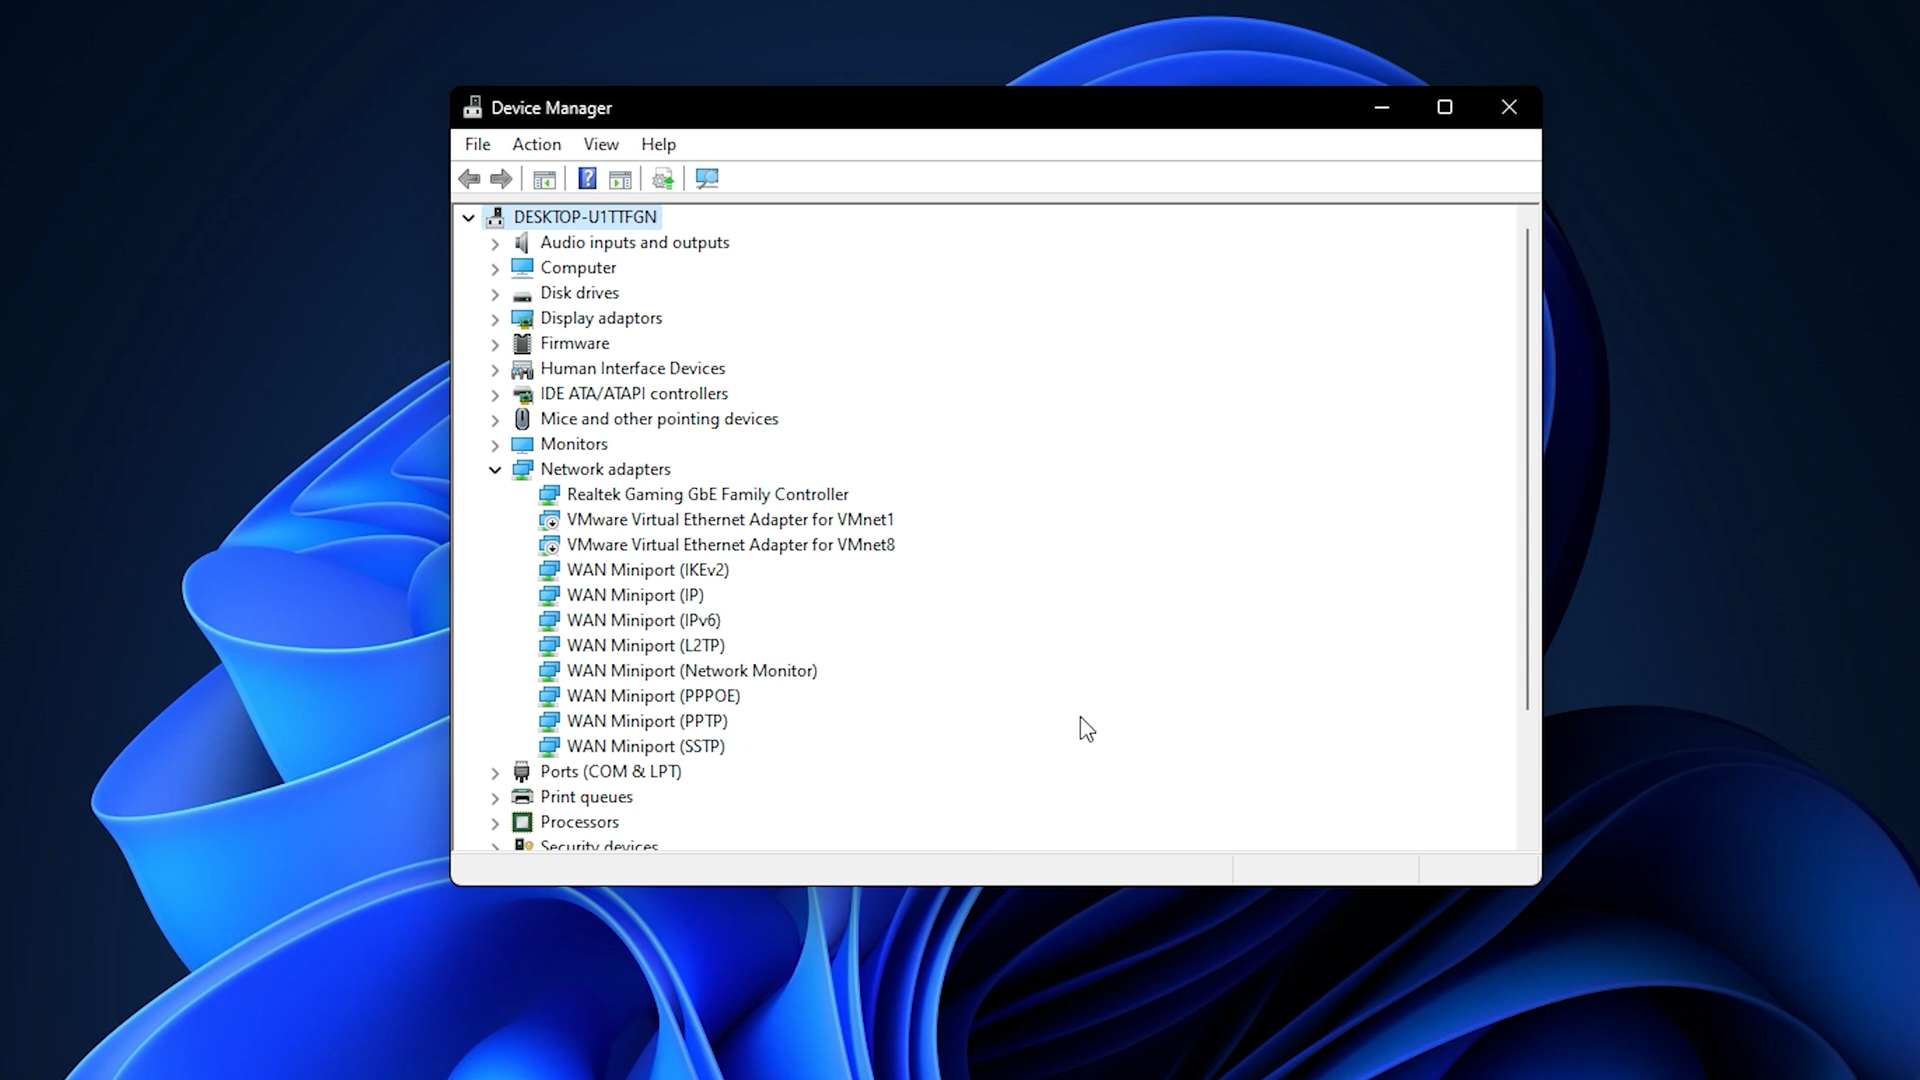 Device Manager
File Action View Help
?
DESKTOP-U1TTFGN
Audio inputs and outputs
Computer
Disk drives
Display adaptors
Firmware
Human Interface Devices
IDE ATA/ATAPI controllers
Mice and other pointing devices
Monitors
Network adapters
Realtek Gaming GbE Family Controller
VMware Virtual Ethernet Adapter for VMnet1
VMware Virtual Ethernet Adapter for VMnet8
WAN Miniport (IKEv2)
WAN Miniport (IP)
WAN Miniport (IPv6)
WAN Miniport (L2TP)
WAN Miniport (Network Monitor)
WAN Miniport (PPPOE)
WAN Miniport (PPTP)
WAN Miniport (SSTP)
Ports (COM & LPT)
Print queues
Processors
Security devices